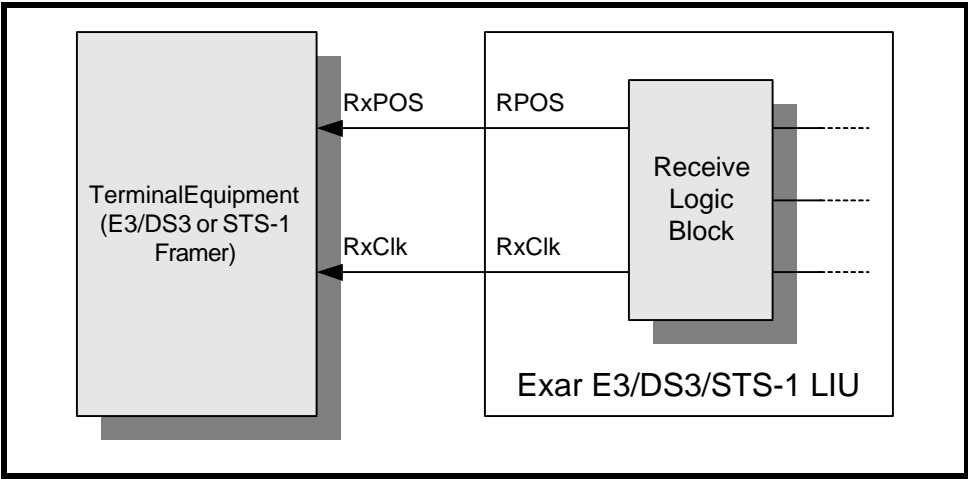 RxPOS
RPOS
TerminalEquipment
(E3/DS3 or STS-1
Framer)
Receive
Logic
Block
RxClk
RxClk
Exar E3/DS3/STS-1 LIU